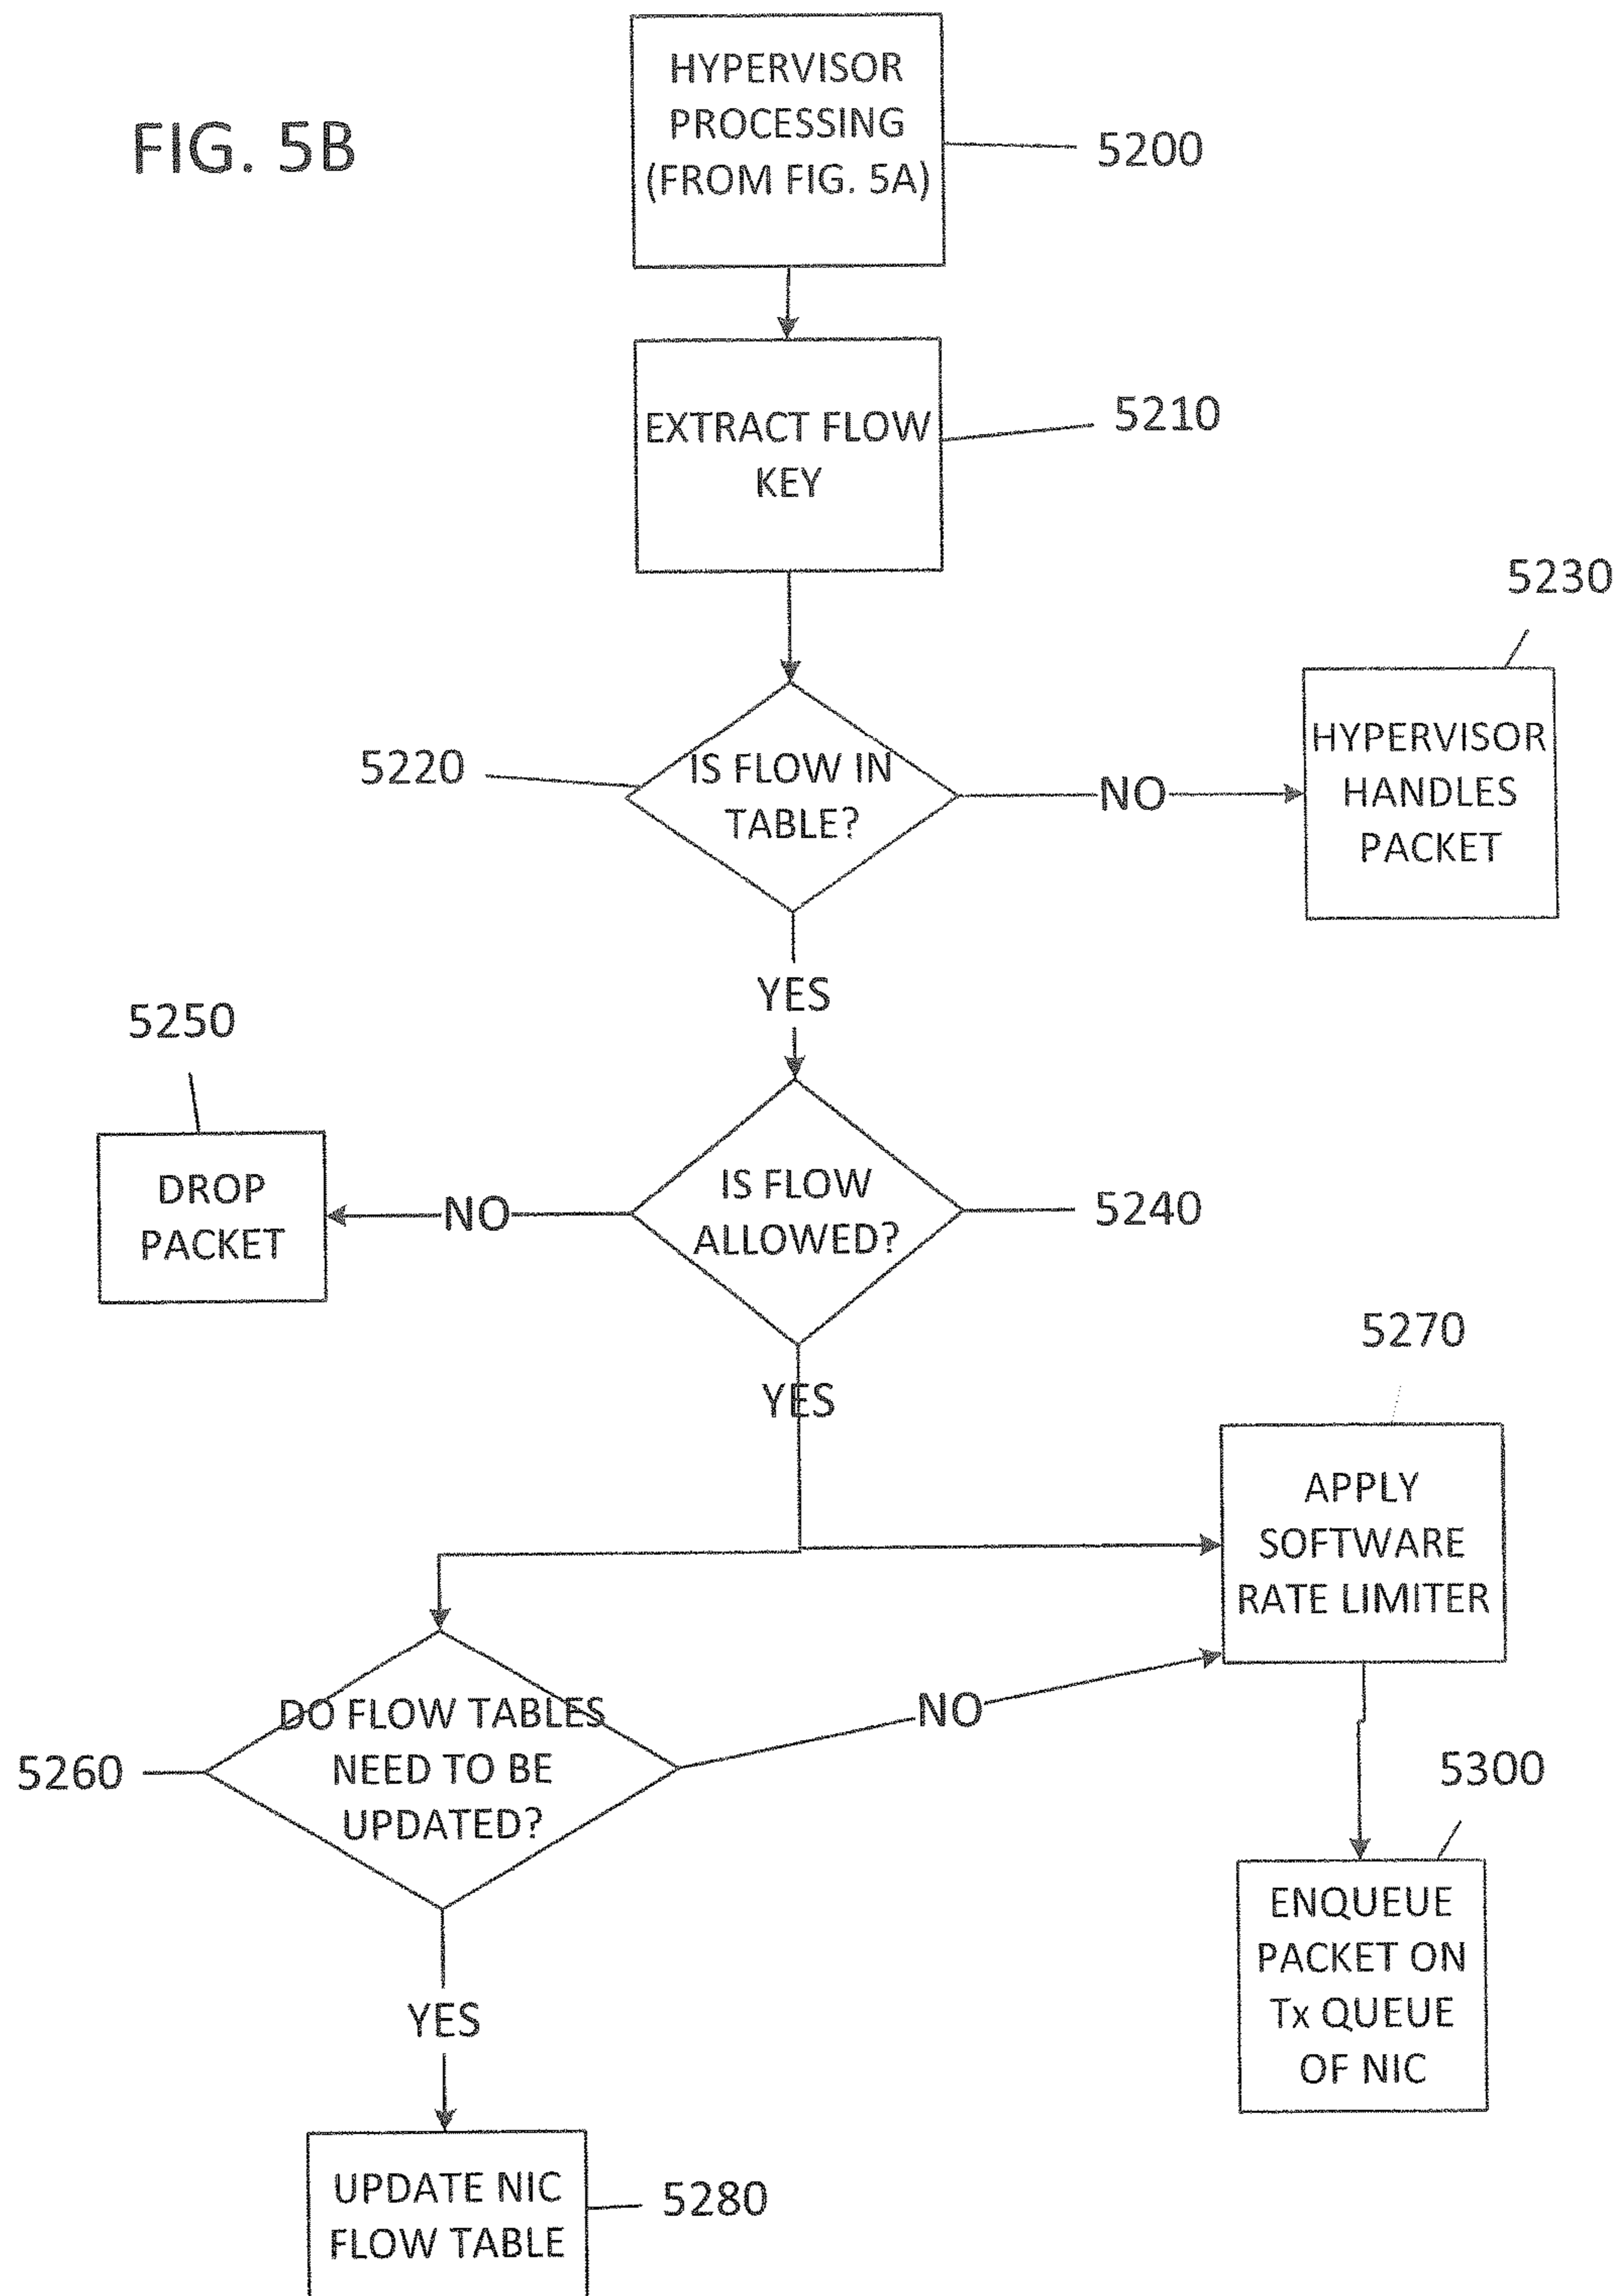 FIG. 5B
HYPERVISOR
PROCESSING
(FROM FIG. 5A)
5200
EXTRACT FLOW
KEY
5210
5220
IS FLOW IN
TABLE?
NO
5230
HYPERVISOR
HANDLES
PACKET
YES
5250
DROP
PACKET
NO
IS FLOW
ALLOWED?
5240
YES
5270
APPLY
SOFTWARE
RATE LIMITER
5260
DO FLOW TABLES
NEED TO BE
UPDATED?
NO
5300
ENQUEUE
PACKET ON
Tx QUEUE
OF NIC
YES
UPDATE NIC
FLOW TABLE
5280